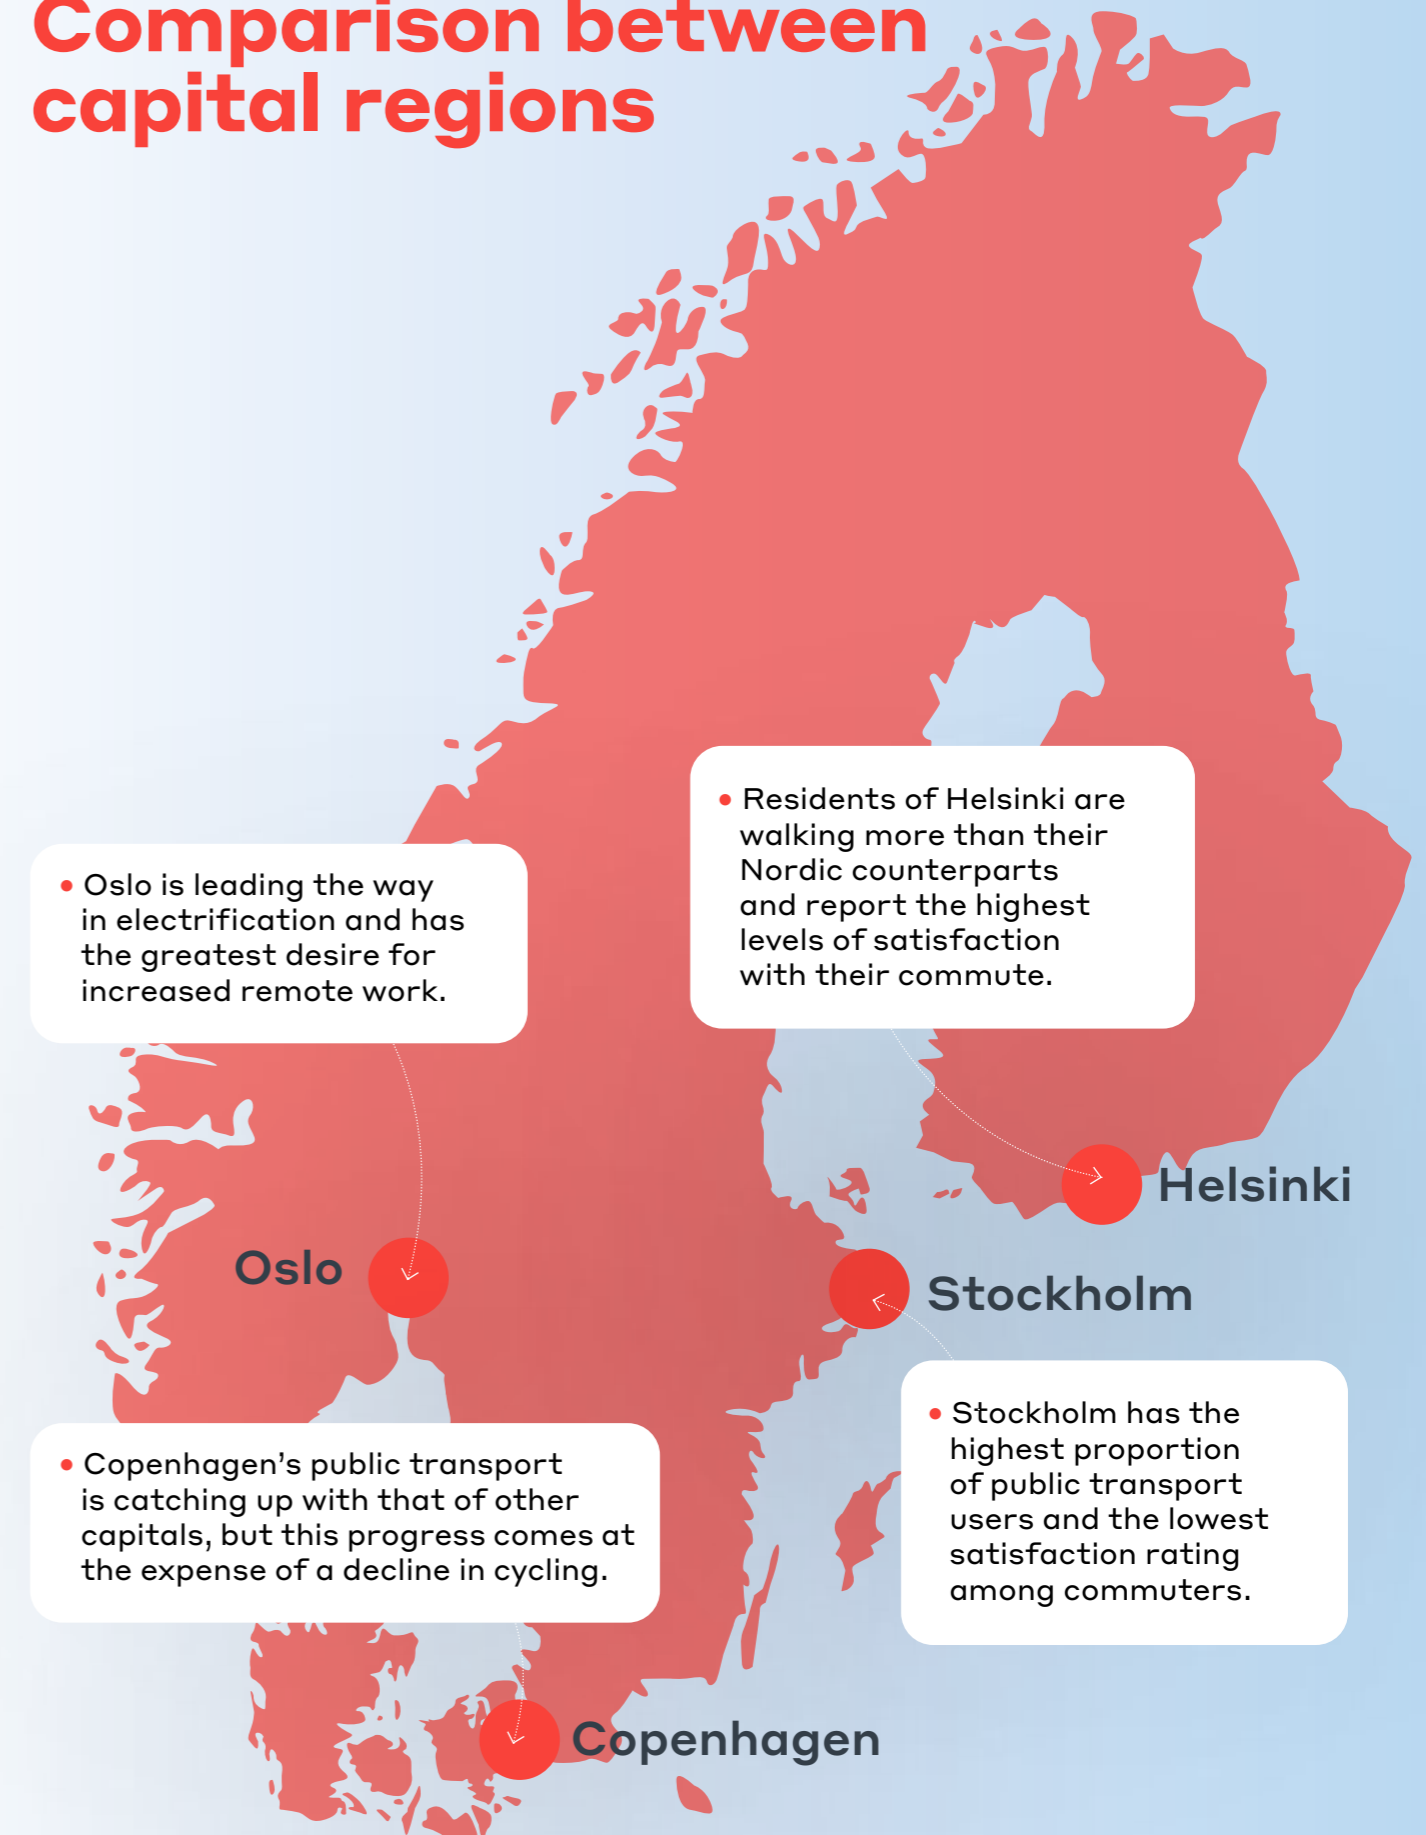 Comparison between
capital regions
• Residents of Helsinki are
walking more than their
Nordic counterparts
and report the highest
levels of satisfaction
with their commute.
• Oslo is leading the way
in electrification and has
the greatest desire for
increased remote work.
Helsinki
Oslo
Stockholm
• Stockholm has the
highest proportion
of public transport
users and the lowest
satisfaction rating
among commuters.
• Copenhagen’s public transport
is catching up with that of other
capitals, but this progress comes at
the expense of a decline in cycling.
Copenhagen